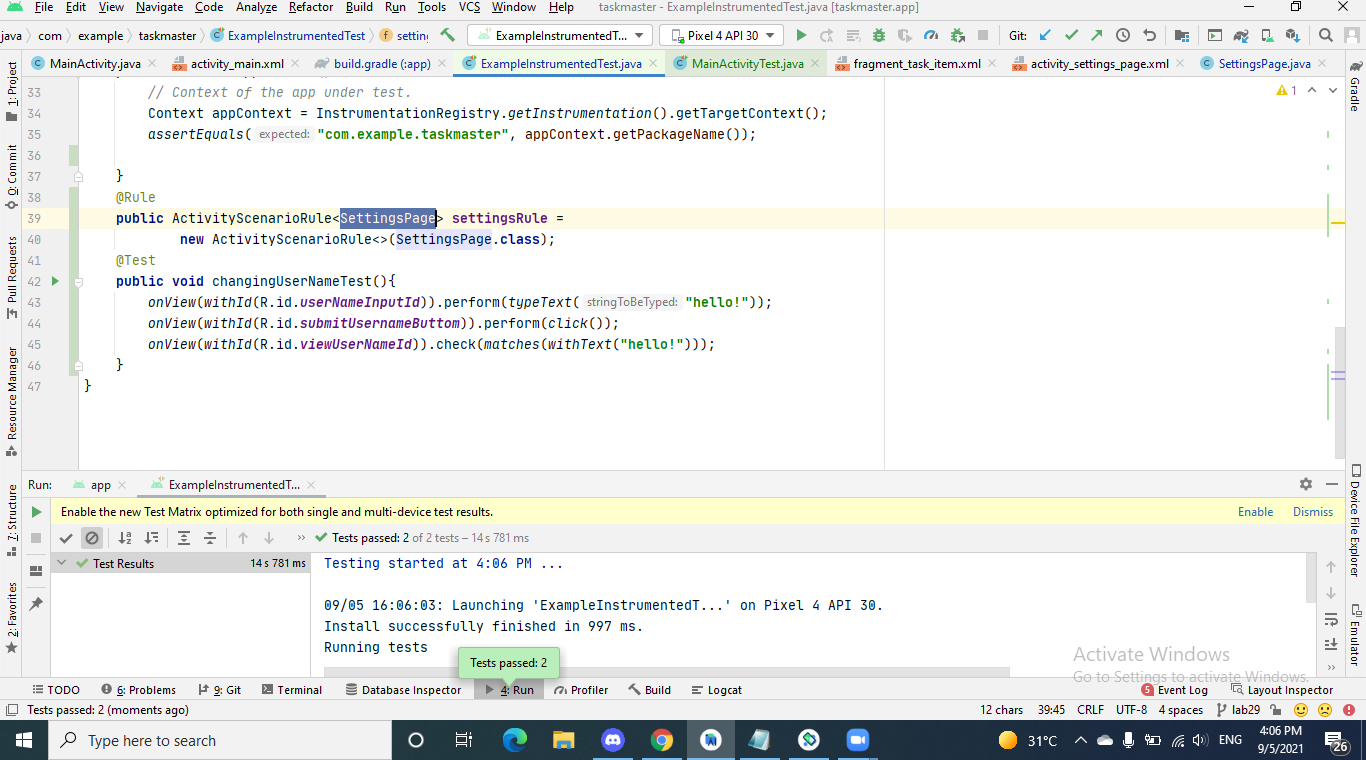 File Edit View Navigate Code Analyze Refactor Build Run Tools VCS Window Help taskmaster - ExampleInstrumentedTest.java [taskmaster.app]
java com example taskmaster ExampleInstrumentedTest f ExampleInstrumentedT... Pixel 4 API 30 Git:
MainActivity.java activity_main.xml build.gradle (:app) ExampleInstrumentedTest.java MainActivityTest.java fragment_task_item.xml activity_settings_page.xml SettingsPage.java
33 // Context of the app under test. 1
34 Context appContext = InstrumentationRegistry.getInstrumentation().getTargetContext();
35 assertEquals( expected: "com.example.taskmaster", appContext.getPackageName());
36
37 }
38 @Rule
39 public ActivityScenarioRule<SettingsPage> settingsRule =
40 new ActivityScenarioRule<>(SettingsPage.class);
41 @Test
42 public void changingUserNameTest(){
43 onView(withId(R.id.userNameInputId)).perform(typeText( stringToBeTyped: "hello!"));
44 onView(withId(R.id.submitUsernameButtom)).perform(click());
45 onView(withId(R.id.viewUserNameId)).check(matches(withText("hello!")));
46 }
47 }
1: Project
0: Commit
Pull Requests
Resource Manager
Z: Structure
2: Favorites
Gradle
Device File Explorer
Emulator
Run: app ExampleInstrumentedT...
Enable the new Test Matrix optimized for both single and multi-device test results. Enable Dismiss
Tests passed: 2 of 2 tests – 14 s 781 ms
Test Results 14 s 781 ms
Testing started at 4:06 PM ...
09/05 16:06:03: Launching 'ExampleInstrumentedT...' on Pixel 4 API 30.
Install successfully finished in 997 ms.
Running tests
Tests passed: 2
Activate Windows
Go to Settings to activate Windows.
TODO 6: Problems 9: Git Terminal Database Inspector 4: Run Profiler Build Logcat 5 Event Log Layout Inspector
Tests passed: 2 (moments ago) 12 chars 39:45 CRLF UTF-8 4 spaces lab29
Type here to search 31°C ENG 4:06 PM
9/5/2021 26